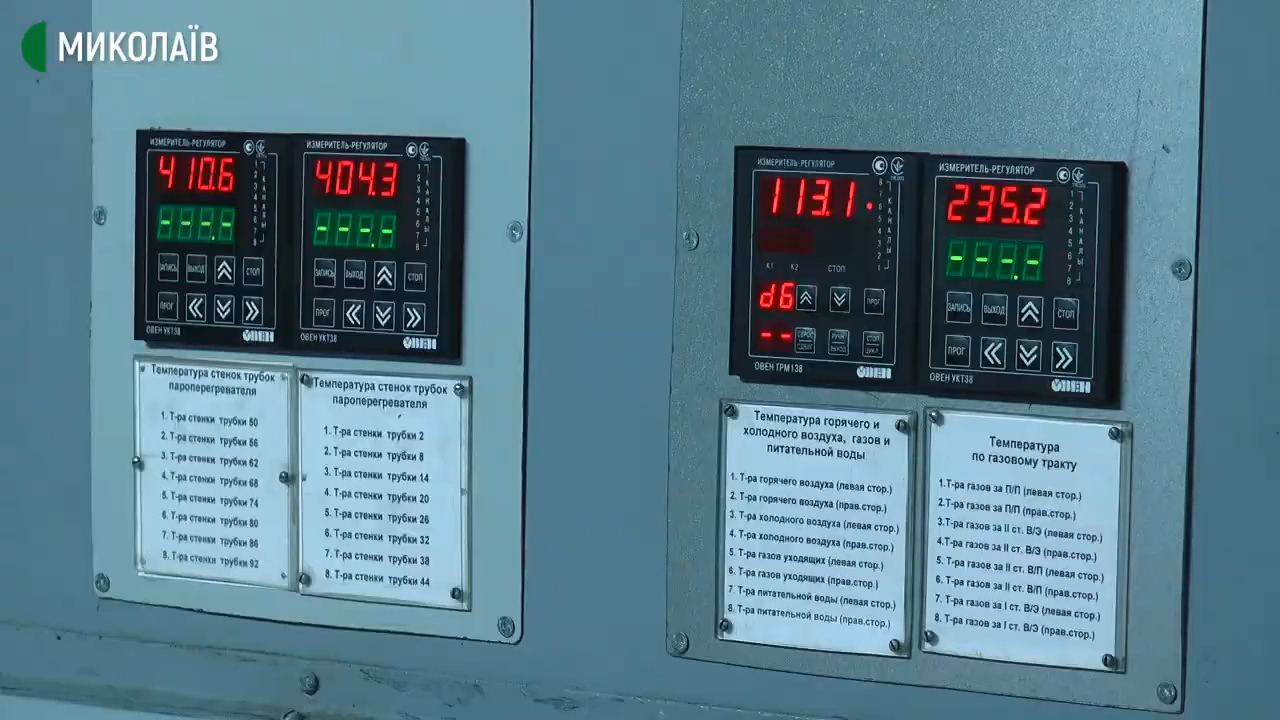 МИКОЛАЇВ
ИЗМЕРИТЕЛЬ-РЕГУЛЯТОР
410.6
--.-
ЗАПИСЬ ВЫХОД СТОП
ПРОГ
ОВЕН УКТ38 ОВЕН
ИЗМЕРИТЕЛЬ-РЕГУЛЯТОР
404.3
---.-
ЗАПИСЬ ВЫХОД СТОП
ПРОГ
ОВЕН УКТ38 ОВЕН
Температура стенок трубок
пароперегревателя
1. Т-ра стенки трубки 50
2. Т-ра стенки трубки 56
3. Т-ра стенки трубки 62
4. Т-ра стенки трубки 68
5. Т-ра стенки трубки 74
6. Т-ра стенки трубки 80
7. Т-ра стенки трубки 86
8. Т-ра стенки трубки 92
Температура стенок трубок
пароперегревателя
1. Т-ра стенки трубки 2
2. Т-ра стенки трубки 8
3. Т-ра стенки трубки 14
4. Т-ра стенки трубки 20
5. Т-ра стенки трубки 26
6. Т-ра стенки трубки 32
7. Т-ра стенки трубки 38
8. Т-ра стенки трубки 44
ИЗМЕРИТЕЛЬ-РЕГУЛЯТОР
113.1.
К1 К2 СТОП
d6
ПРОГ
--
ОВЕН ТРМ138 ОВЕН
ИЗМЕРИТЕЛЬ-РЕГУЛЯТОР
235.2
КАНАЛЫ
---.-
ЗАПИСЬ ВЫХОД СТОП
ПРОГ
ОВЕН УКТ38 ОВЕН
Температура горячего и
холодного воздуха, газов и
питательной воды
1. Т-ра горячего воздуха (левая стор.)
2. Т-ра горячего воздуха (прав.стор.)
3. Т-ра холодного воздуха (левая стор.)
4. Т-ра холодного воздуха (прав.стор.)
5. Т-ра газов уходящих (левая стор.)
6. Т-ра газов уходящих (прав.стор.)
7. Т-ра питательной воды (левая стор.)
8. Т-ра питательной воды (прав.стор.)
Температура
по газовому тракту
1.Т-ра газов за П/П (левая стор.)
2. Т-ра газов за П/П (прав.стор.)
3.Т-ра газов за II ст. В/Э (левая стор.)
4.Т-ра газов за II ст. В/Э (прав.стор.)
5. Т-ра газов за II ст. В/П (левая стор.)
6. Т-ра газов за II ст. В/П (прав.стор.)
7. Т-ра газов за I ст. В/Э (левая стор.)
8. Т-ра газов за I ст. В/Э (прав.стор.)